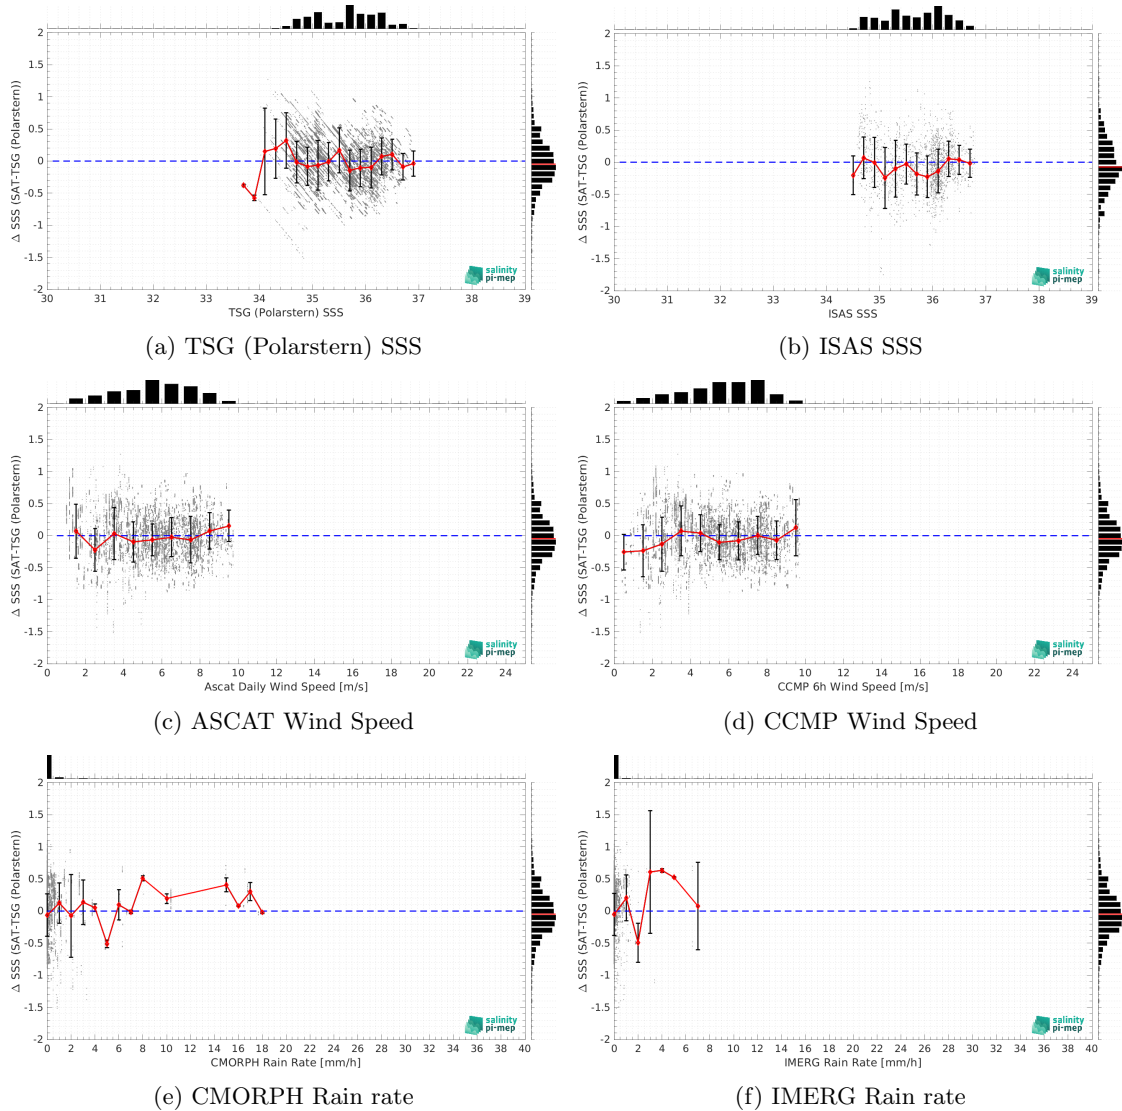 2
1.5
1
0.5
0
-0.5
-1
-1.5
-2
Δ SSS (SAT-TSG (Polarstern))
30 31 32 33 34 35 36 37 38 39
TSG (Polarstern) SSS
salinity
pi-mep
(a) TSG (Polarstern) SSS
2
1.5
1
0.5
0
-0.5
-1
-1.5
-2
Δ SSS (SAT-TSG (Polarstern))
30 31 32 33 34 35 36 37 38 39
ISAS SSS
salinity
pi-mep
(b) ISAS SSS
2
1.5
1
0.5
0
-0.5
-1
-1.5
-2
Δ SSS (SAT-TSG (Polarstern))
0 2 4 6 8 10 12 14 16 18 20 22 24
Ascat Daily Wind Speed [m/s]
salinity
pi-mep
(c) ASCAT Wind Speed
2
1.5
1
0.5
0
-0.5
-1
-1.5
-2
Δ SSS (SAT-TSG (Polarstern))
0 2 4 6 8 10 12 14 16 18 20 22 24
CCMP 6h Wind Speed [m/s]
salinity
pi-mep
(d) CCMP Wind Speed
2
1.5
1
0.5
0
-0.5
-1
-1.5
-2
Δ SSS (SAT-TSG (Polarstern))
0 2 4 6 8 10 12 14 16 18 20 22 24 26 28 30 32 34 36 38 40
CMORPH Rain Rate [mm/h]
salinity
pi-mep
(e) CMORPH Rain rate
2
1.5
1
0.5
0
-0.5
-1
-1.5
-2
Δ SSS (SAT-TSG (Polarstern))
0 2 4 6 8 10 12 14 16 18 20 22 24 26 28 30 32 34 36 38 40
IMERG Rain Rate [mm/h]
salinity
pi-mep
(f) IMERG Rain rate